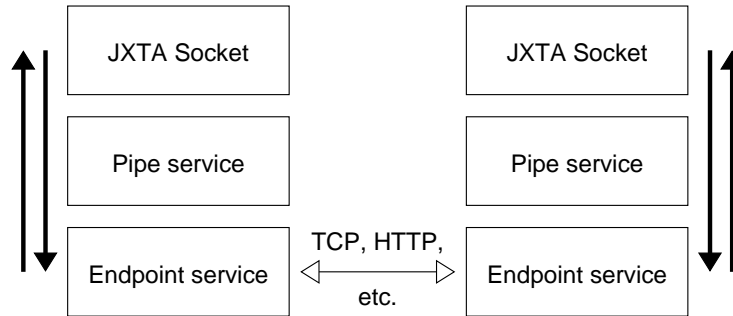 JXTA Socket
JXTA Socket
Pipe service
Pipe service
TCP, HTTP,
Endpoint service
Endpoint service
etc.